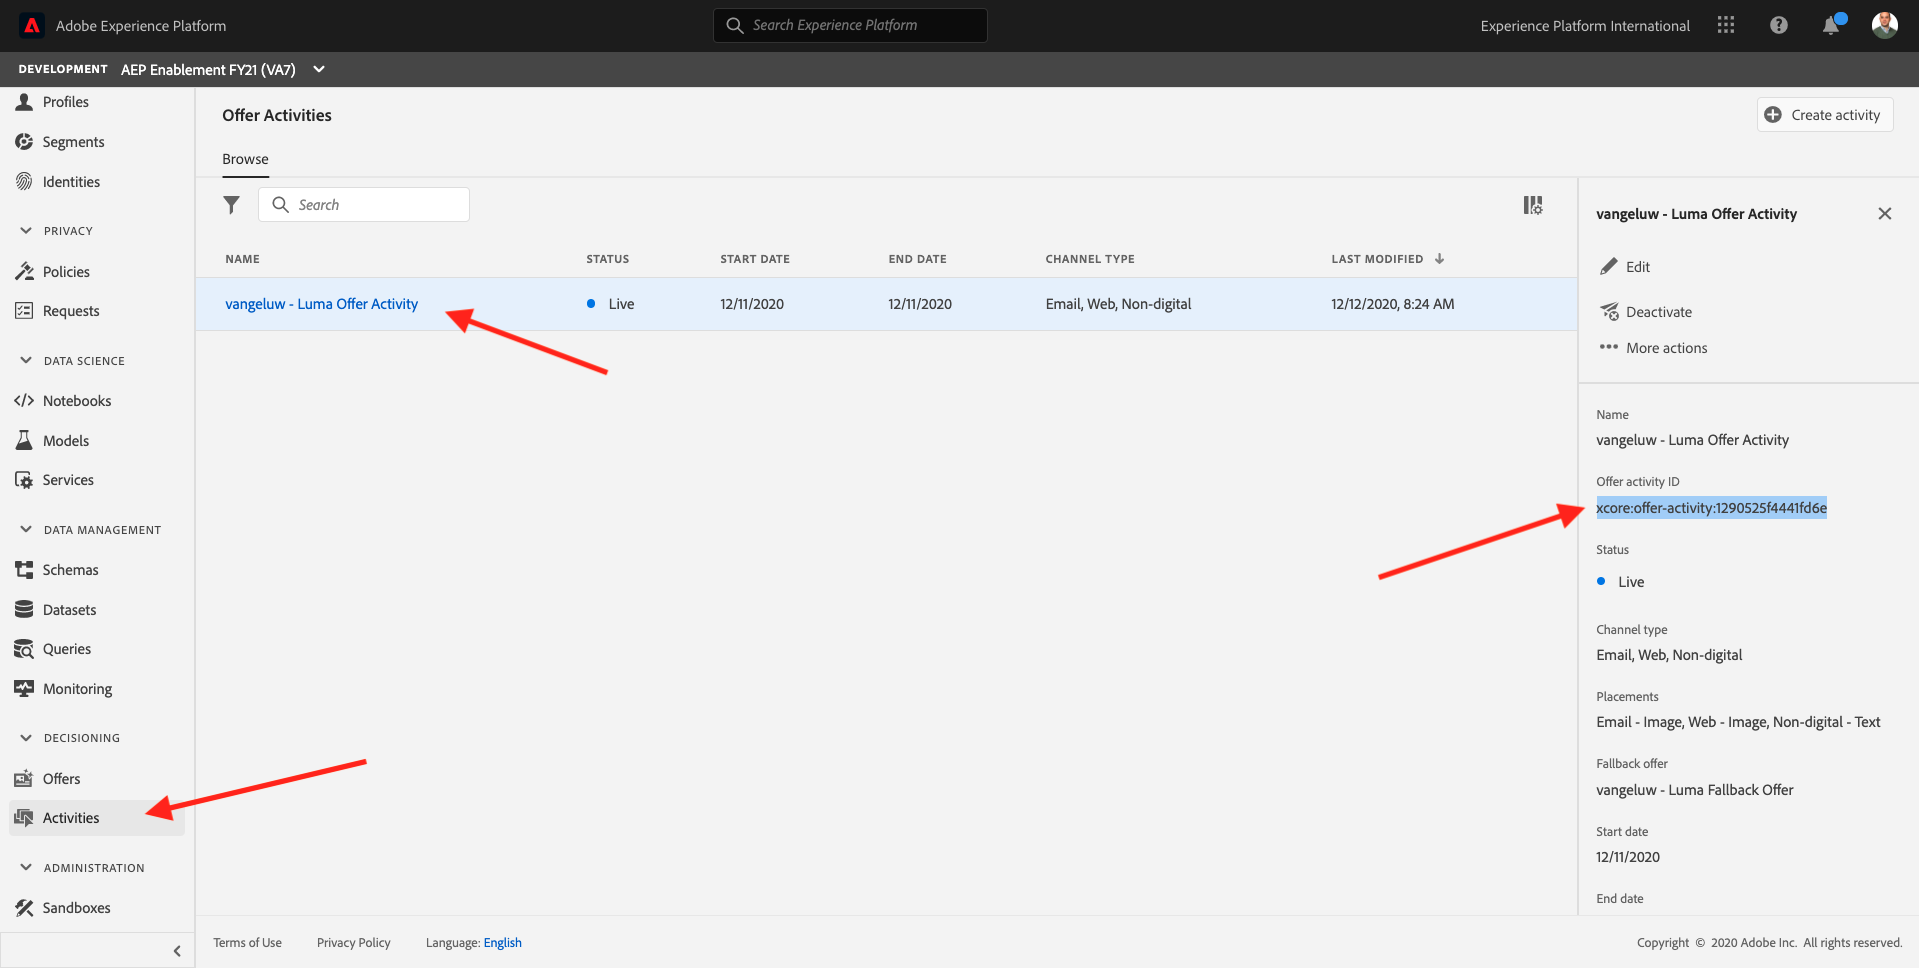 Adobe Experience Platform
Search Experience Platform
Experience Platform International
DEVELOPMENT AEP Enablement FY21 (VA7)
Profiles
Segments
Identities
PRIVACY
Policies
Requests
DATA SCIENCE
Notebooks
Models
Services
DATA MANAGEMENT
Schemas
Datasets
Queries
Monitoring
DECISIONING
Offers
Activities
ADMINISTRATION
Sandboxes
Offer Activities
Create activity
Browse
Search
NAME STATUS START DATE END DATE CHANNEL TYPE LAST MODIFIED
vangeluw - Luma Offer Activity Live 12/11/2020 12/11/2020 Email, Web, Non-digital 12/12/2020, 8:24 AM
vangeluw - Luma Offer Activity
Edit
Deactivate
More actions
Name
vangeluw - Luma Offer Activity
Offer activity ID
xcore:offer-activity:1290525f4441fd6e
Status
Live
Channel type
Email, Web, Non-digital
Placements
Email - Image, Web - Image, Non-digital - Text
Fallback offer
vangeluw - Luma Fallback Offer
Start date
12/11/2020
End date
Terms of Use Privacy Policy Language: English
Copyright © 2020 Adobe Inc. All rights reserved.